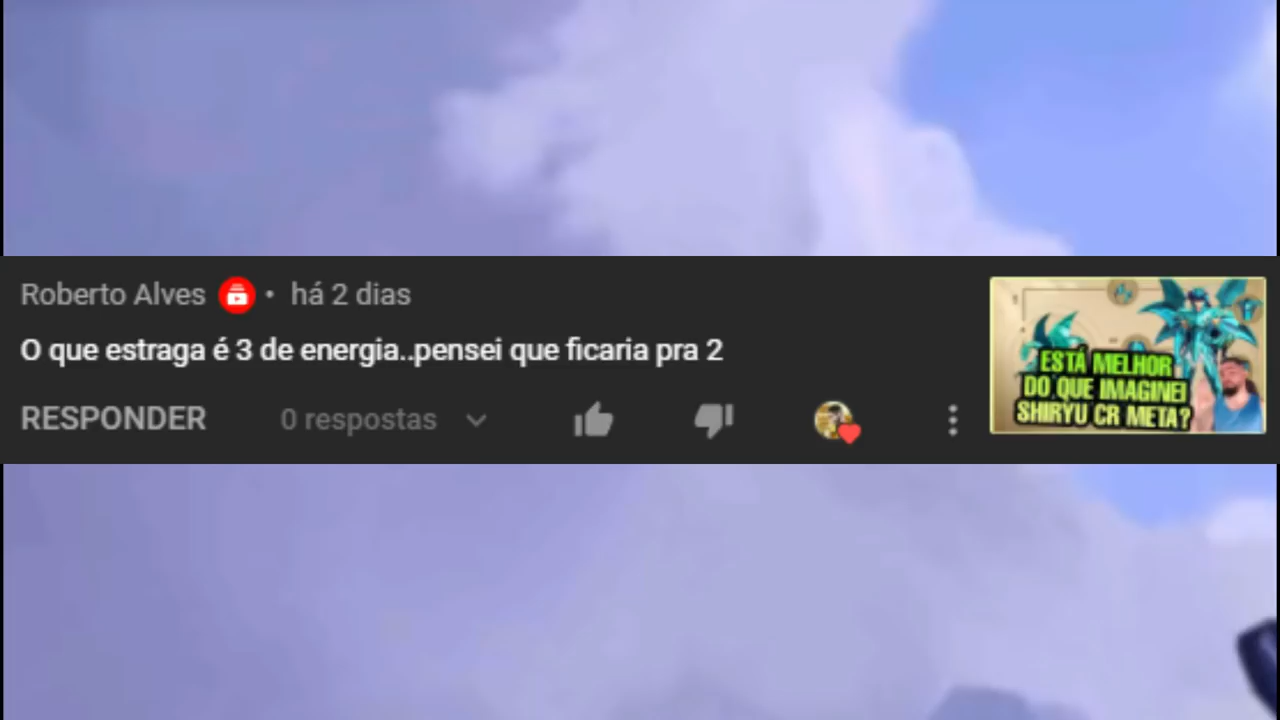 Roberto Alves • há 2 dias
O que estraga é 3 de energia..pensei que ficaria pra 2
RESPONDER 0 respostas
ESTÁ MELHOR
DO QUE IMAGINEI
SHIRYU CR META?